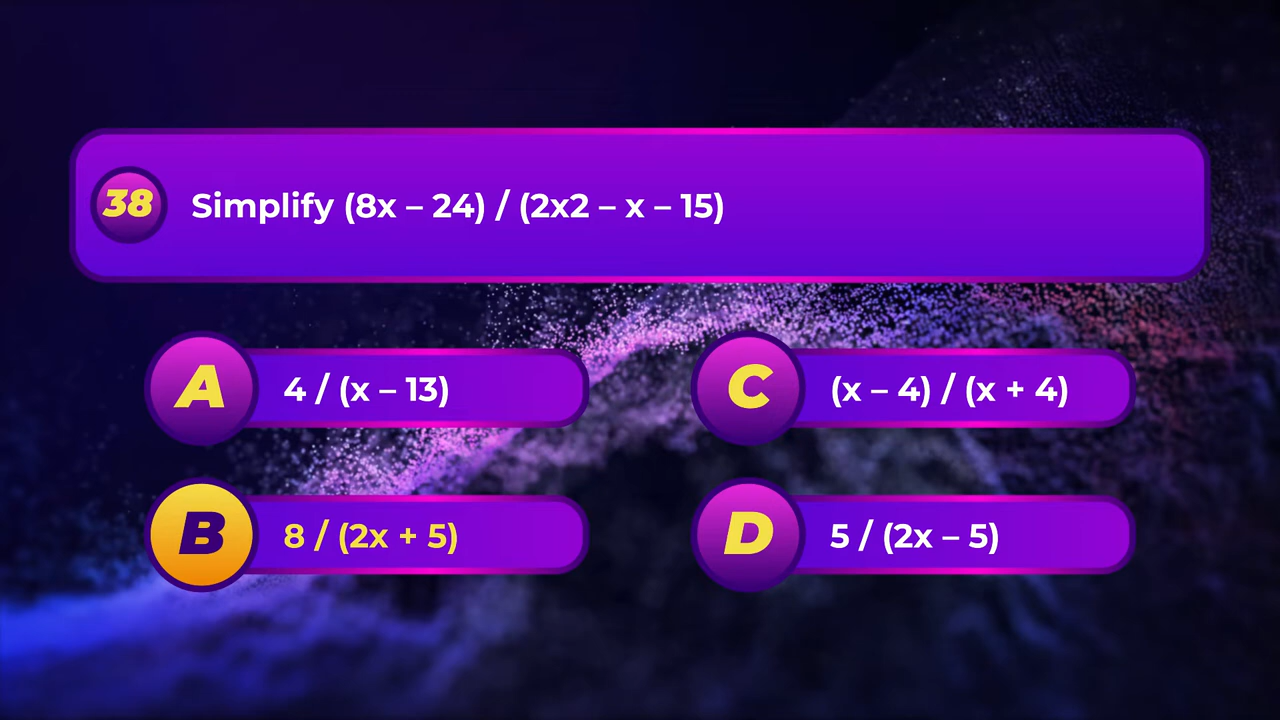 38 Simplify (8x – 24) / (2x2 – x – 15)
A 4 / (x – 13)
C (x – 4) / (x + 4)
B 8 / (2x + 5)
D 5 / (2x – 5)